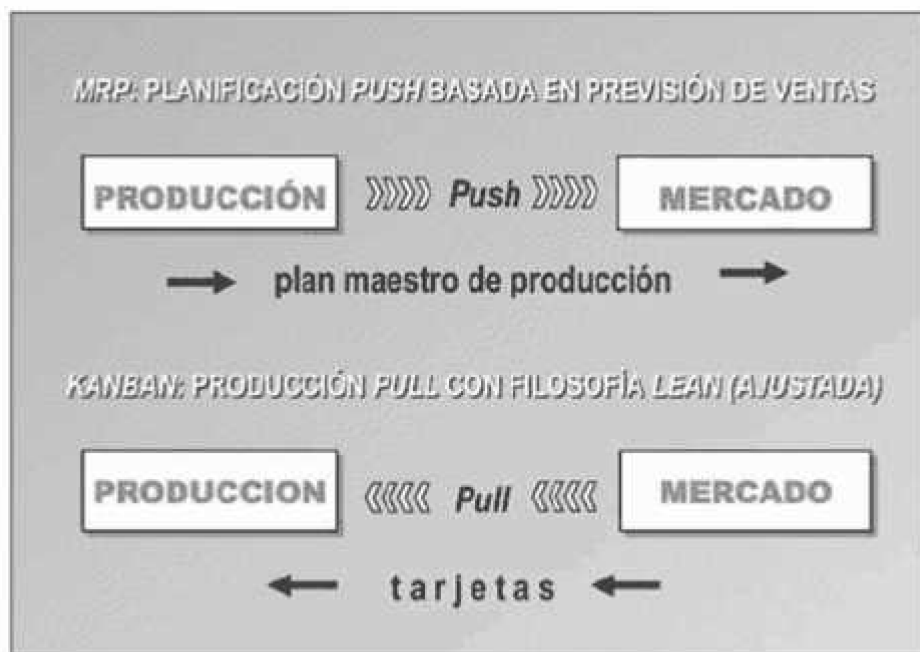 MRP: PLANIFICACIÓN PUSH BASADA EN PREVISIÓN DE VENTAS
PRODUCCIÓN Push MERCADO
plan maestro de producción
KANBAN: PRODUCCIÓN PULL CON FILOSOFÍA LEAN (AJUSTADA)
PRODUCCION Pull MERCADO
tarjetas